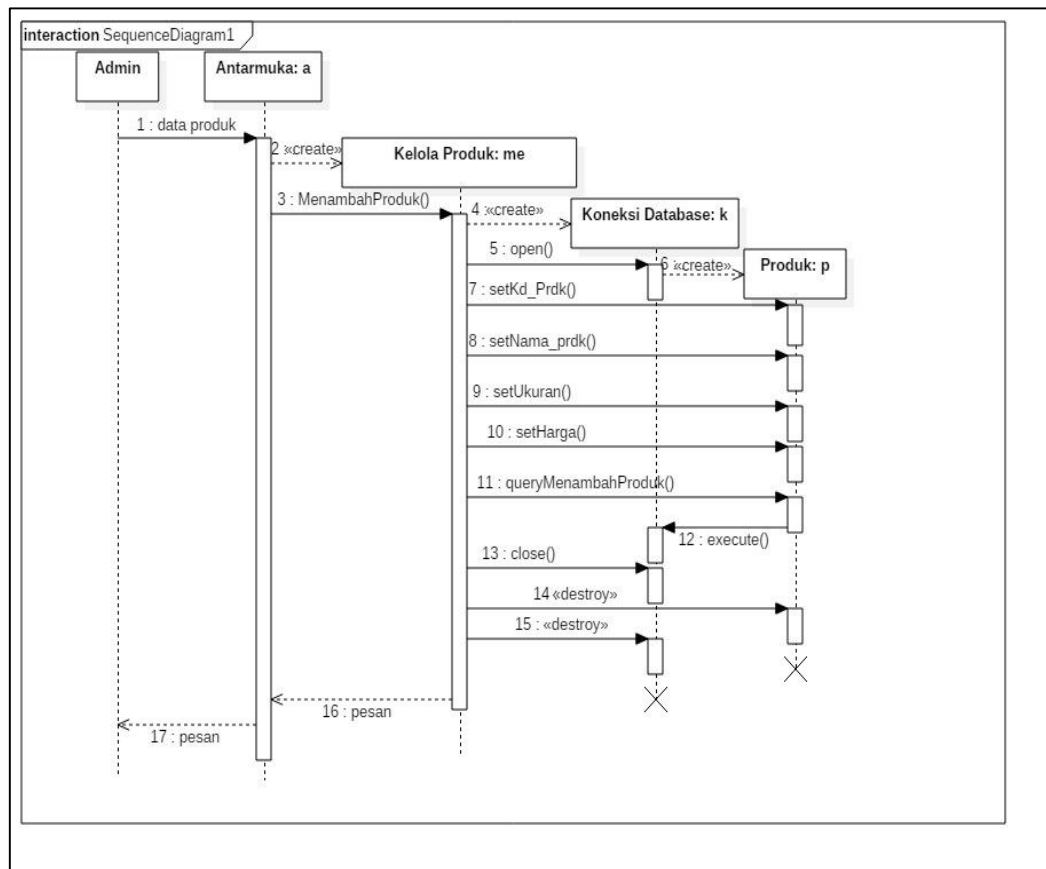 interaction SequenceDiagram1
Admin
Antarmuka: a
1 : data produk
2 «create»
Kelola Produk: me
3 : MenambahProduk()
4 :«create»
Koneksi Database: k
5 : open()
6 :«create»
Produk: p
7 : setKd_Prdk()
8 : setNama_prdk()
9 : setUkuran()
10 : setHarga()
11 : queryMenambahProduk()
12 : execute()
13 : close()
14 «destroy»
15 : «destroy»
16 : pesan
17 : pesan